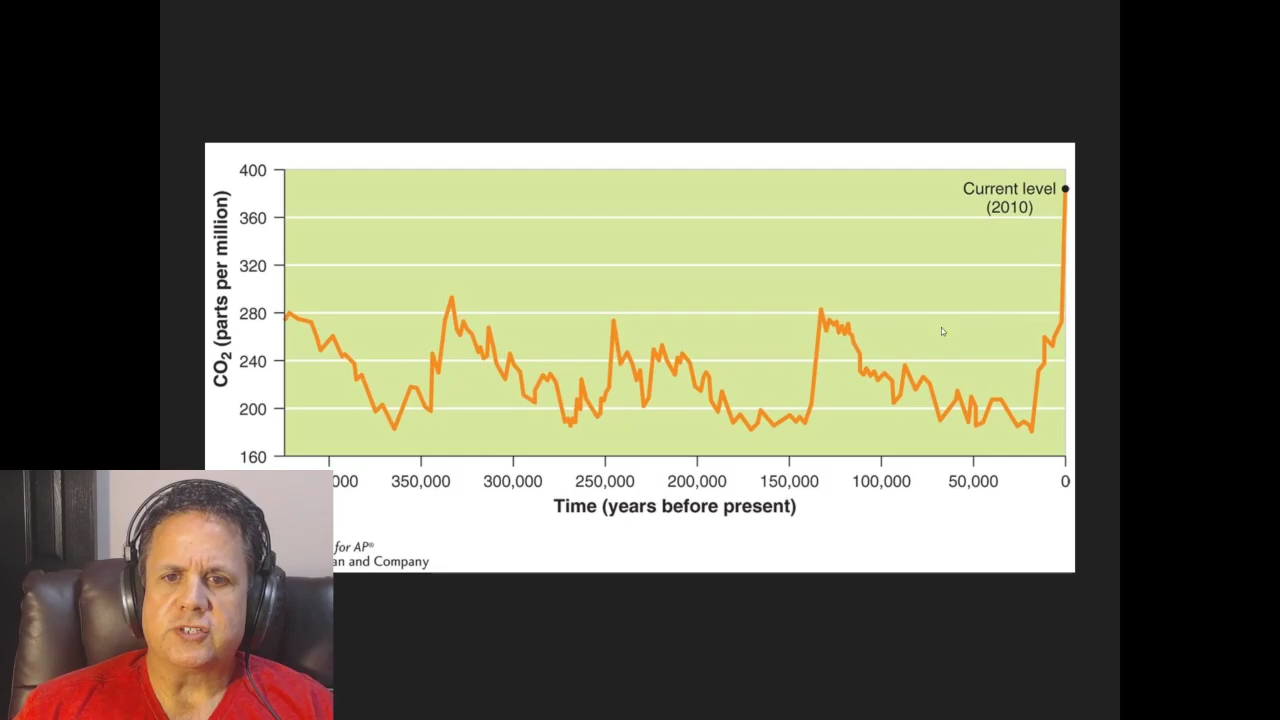 400
360
320
280
240
200
160
CO2 (parts per million)
Current level
(2010)
000 350,000 300,000 250,000 200,000 150,000 100,000 50,000 0
Time (years before present)
for AP®
an and Company